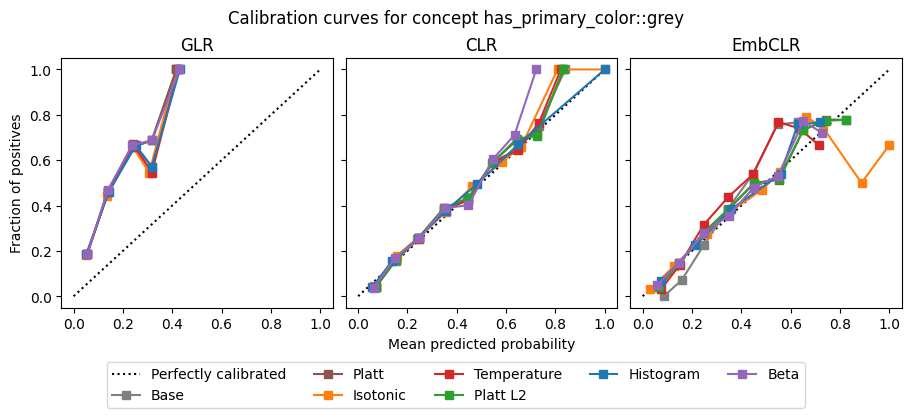 Calibration curves for concept has_primary_color::grey
GLR
CLR
EmbCLR
Fraction of positives
1.0
0.8
0.6
0.4
0.2
0.0
0.0 0.2 0.4 0.6 0.8 1.0
0.0 0.2 0.4 0.6 0.8 1.0
0.0 0.2 0.4 0.6 0.8 1.0
Mean predicted probability
Perfectly calibrated
Base
Platt
Isotonic
Temperature
Platt L2
Histogram
Beta